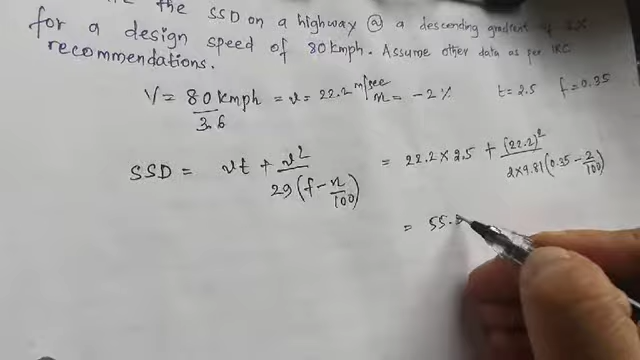 the SSD on a highway @ a descending gradient of 2%
for a design speed of 80 kmph. Assume other data as per IRC
recommendations.
V = 80 kmph/3.6 = v = 22.2 m/sec n = -2% t = 2.5 f = 0.35
SSD = vt + v²/2g(f - n/100) = 22.2 × 2.5 + (22.2)²/2×9.81(0.35 - 2/100)
= 55.5